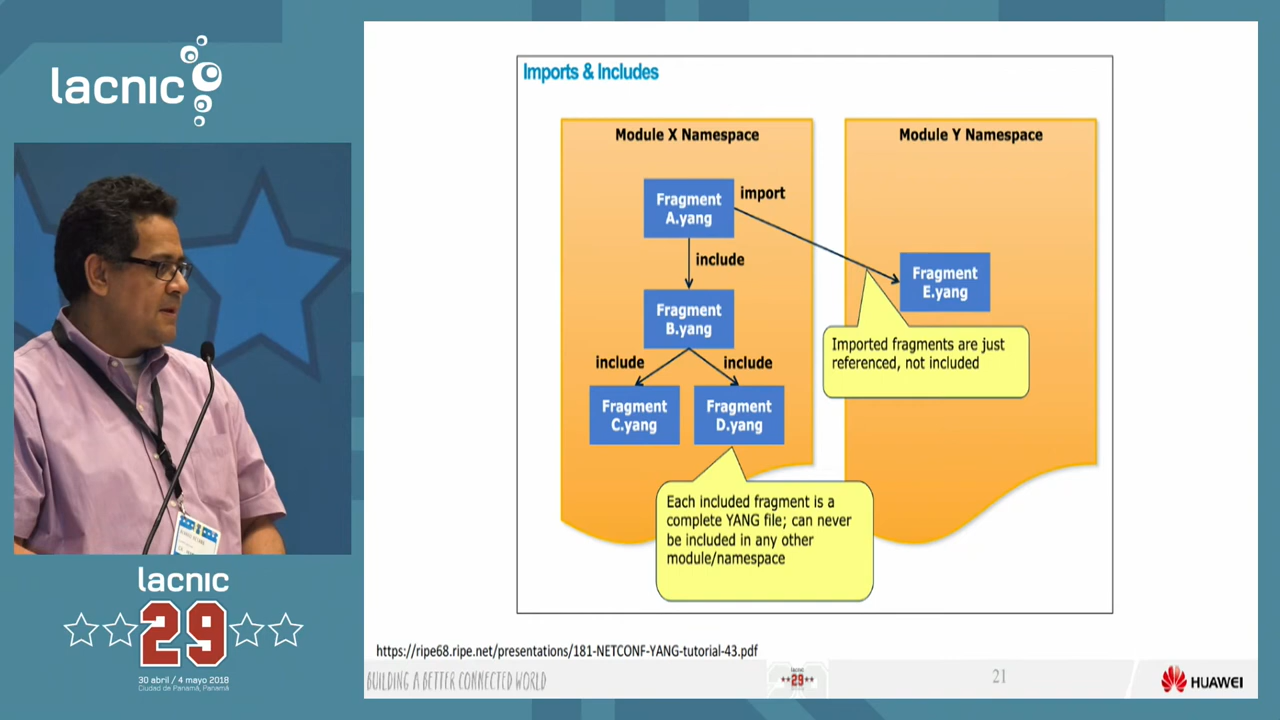 lacnic
lacnic
29
30 abril / 4 mayo 2018
Ciudad de Panamá, Panamá
Imports & Includes
Module X Namespace
Module Y Namespace
Fragment
A.yang
import
include
Fragment
E.yang
Fragment
B.yang
Imported fragments are just
referenced, not included
include
include
Fragment
C.yang
Fragment
D.yang
Each included fragment is a
complete YANG file; can never
be included in any other
module/namespace
https://ripe68.ripe.net/presentations/181-NETCONF-YANG-tutorial-43.pdf
BUILDING A BETTER CONNECTED WORLD
lacnic
29
21
HUAWEI